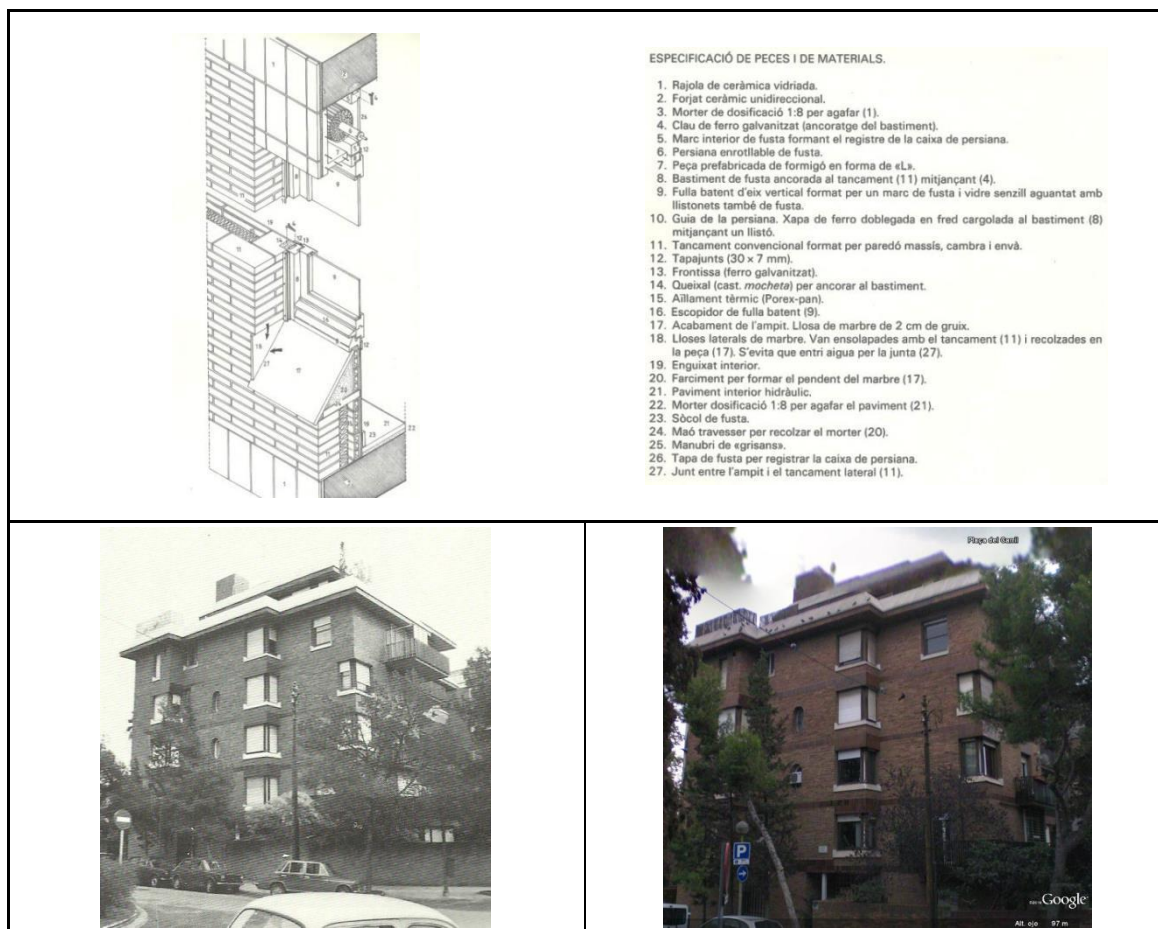 ESPECIFICACIÓ DE PECES I DE MATERIALS.
1. Rajola de ceràmica vidriada.
2. Forjat ceràmic unidireccional.
3. Morter de dosificació 1:8 per agafar (1).
4. Clau de ferro galvanitzat (ancoratge del bastiment).
5. Marc interior de fusta formant el registre de la caixa de persiana.
6. Persiana enrotllable de fusta.
7. Peça prefabricada de formigó en forma de «L».
8. Bastiment de fusta ancorada al tancament (11) mitjançant (4).
9. Fulla batent d'eix vertical format per un marc de fusta i vidre senzill aguantat amb
llistonets també de fusta.
10. Guia de la persiana. Xapa de ferro doblegada en fred cargolada al bastiment (8)
mitjançant un llistó.
11. Tancament convencional format per paredó massís, cambra i envà.
12. Tapajunts (30 × 7 mm).
13. Frontissa (ferro galvanitzat).
14. Queixal (cast. mocheta) per ancorar al bastiment.
15. Aïllament tèrmic (Porex-pan).
16. Escopidor de fulla batent (9).
17. Acabament de l'ampit. Llosa de marbre de 2 cm de gruix.
18. Lloses laterals de marbre. Van ensolapades amb el tancament (11) i recolzades en
la peça (17). S'evita que entri aigua per la junta (27).
19. Enguixat interior.
20. Farciment per formar el pendent del marbre (17).
21. Paviment interior hidràulic.
22. Morter dosificació 1:8 per agafar el paviment (21).
23. Sòcol de fusta.
24. Maó travesser per recolzar el morter (20).
25. Manubri de «grisans».
26. Tapa de fusta per registrar la caixa de persiana.
27. Junt entre l'ampit i el tancament lateral (11).
Plaça del Camil
P
Google
Alt. ojo 97 m